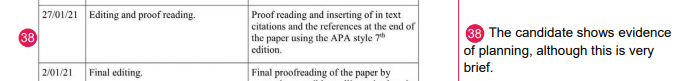 27/01/21 Editing and proof reading. Proof reading and inserting of in text
citations and the references at the end of
the paper using the APA style 7th
edition.
38
2/01/21 Final editing. Final proofreading of the paper by
38 The candidate shows evidence
of planning, although this is very
brief.